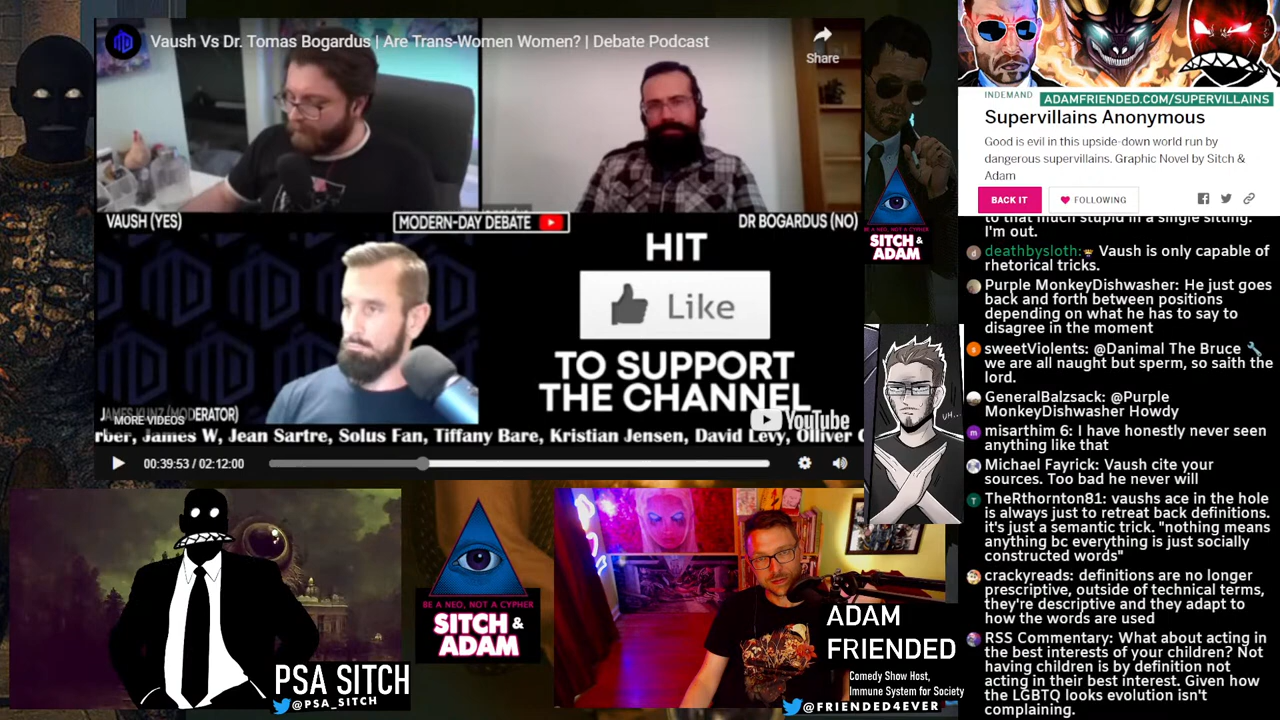 Vaush Vs Dr. Tomas Bogardus | Are Trans-Women Women? | Debate Podcast
Share
VAUSH (YES)
MODERN-DAY DEBATE
DR BOGARDUS (NO)
HIT
Like
TO SUPPORT
THE CHANNEL
JAMES KUNZ (MODERATOR)
MORE VIDEOS
YouTube
rber, James W, Jean Sartre, Solus Fan, Tiffany Bare, Kristian Jensen, David Levy, Olliver
00:39:53 / 02:12:00
BE A NEO, NOT A CYPHER
SITCH &
ADAM
UH...
PSA SITCH
@PSA_SITCH
BE A NEO, NOT A CYPHER
SITCH &
ADAM
ADAM
FRIENDED
Comedy Show Host,
Immune System for Society
@FRIENDED4EVER
INDEMAND
ADAMFRIENDED.COM/SUPERVILLAINS
Supervillains Anonymous
Good is evil in this upside-down world run by
dangerous supervillains. Graphic Novel by Sitch &
Adam
BACK IT
FOLLOWING
to that much stupid in a single sitting.
I'm out.
deathbysloth: Vaush is only capable of
rhetorical tricks.
Purple MonkeyDishwasher: He just goes
back and forth between positions
depending on what he has to say to
disagree in the moment
sweetViolents: @Danimal The Bruce
we are all naught but sperm, so saith the
lord.
GeneralBalzsack: @Purple
MonkeyDishwasher Howdy
misarthim 6: I have honestly never seen
anything like that
Michael Fayrick: Vaush cite your
sources. Too bad he never will
TheRthornton81: vaushs ace in the hole
is always just to retreat back definitions.
it's just a semantic trick. "nothing means
anything bc everything is just socially
constructed words"
crackyreads: definitions are no longer
prescriptive, outside of technical terms,
they're descriptive and they adapt to
how the words are used
RSS Commentary: What about acting in
the best interests of your children? Not
having children is by definition not
acting in their best interest. Given how
the LGBTQ looks evolution isn't
complaining.